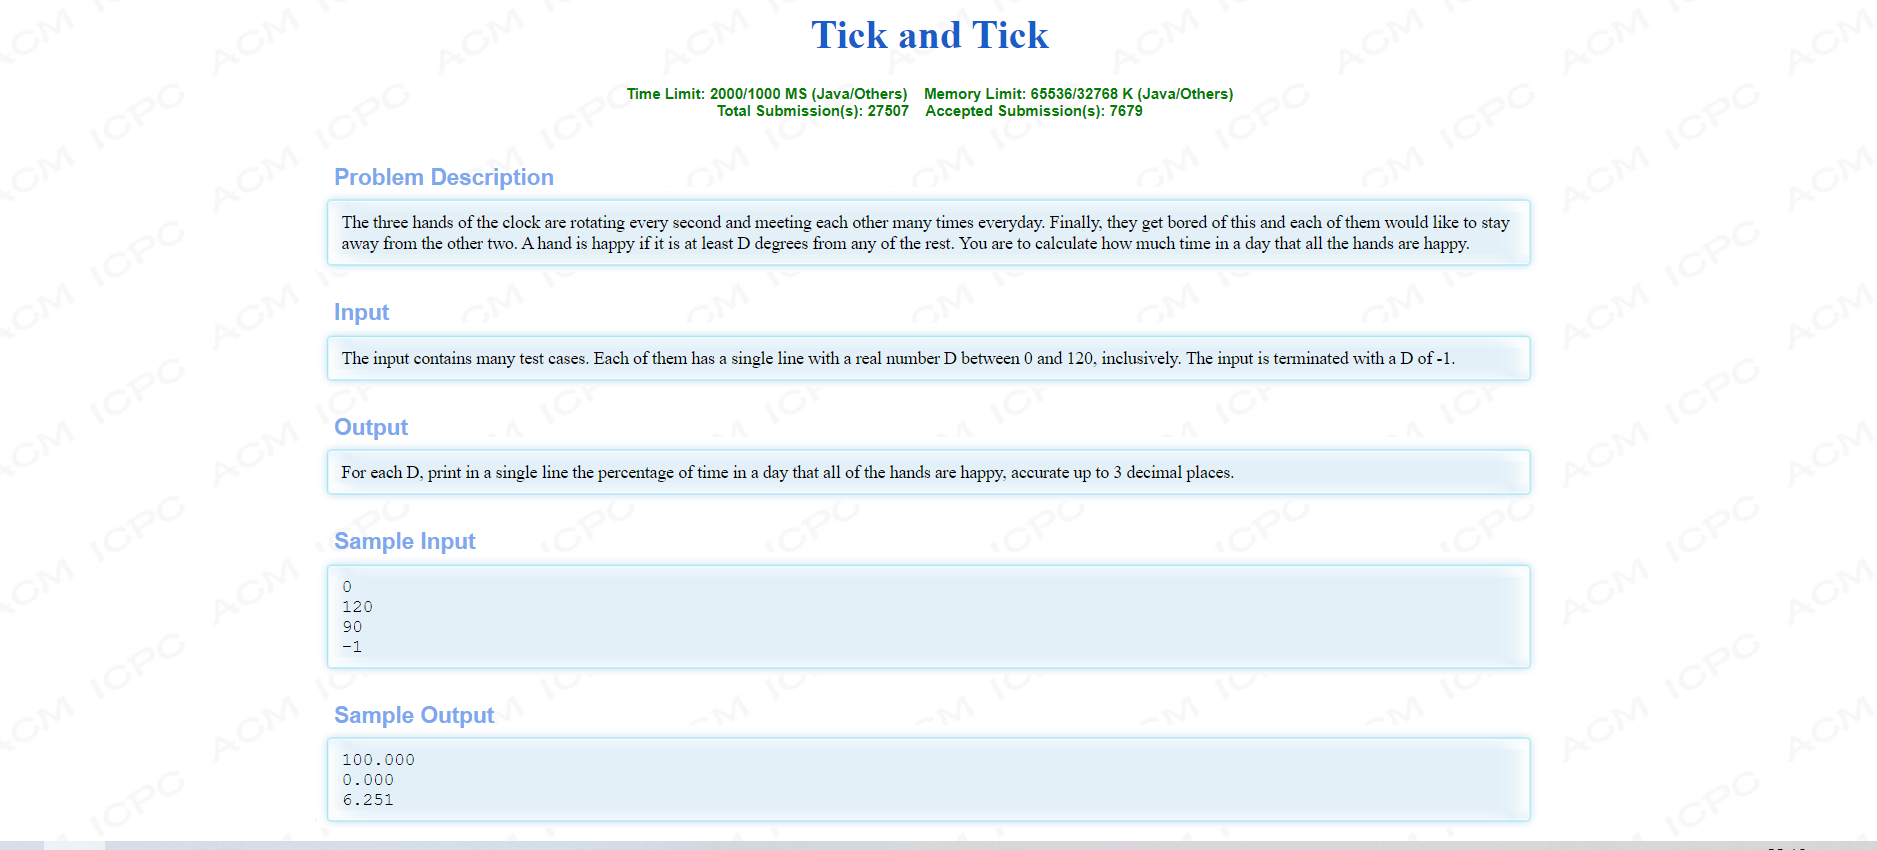 Tick and Tick
Time Limit: 2000/1000 MS (Java/Others)    Memory Limit: 65536/32768 K (Java/Others)
Total Submission(s): 27507    Accepted Submission(s): 7679
Problem Description
The three hands of the clock are rotating every second and meeting each other many times everyday. Finally, they get bored of this and each of them would like to stay
away from the other two. A hand is happy if it is at least D degrees from any of the rest. You are to calculate how much time in a day that all the hands are happy.
Input
The input contains many test cases. Each of them has a single line with a real number D between 0 and 120, inclusively. The input is terminated with a D of -1.
Output
For each D, print in a single line the percentage of time in a day that all of the hands are happy, accurate up to 3 decimal places.
Sample Input
0
120
90
-1
Sample Output
100.000
0.000
6.251